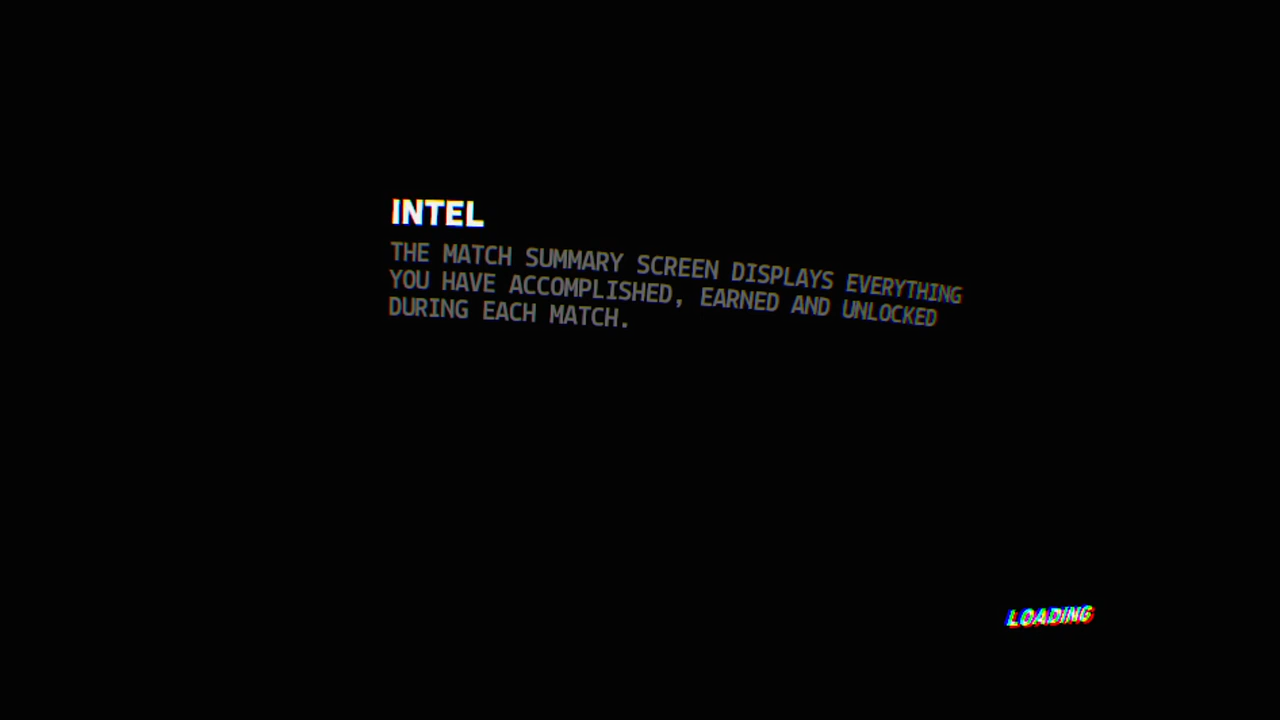 INTEL
THE MATCH SUMMARY SCREEN DISPLAYS EVERYTHING
YOU HAVE ACCOMPLISHED, EARNED AND UNLOCKED
DURING EACH MATCH.
LOADING